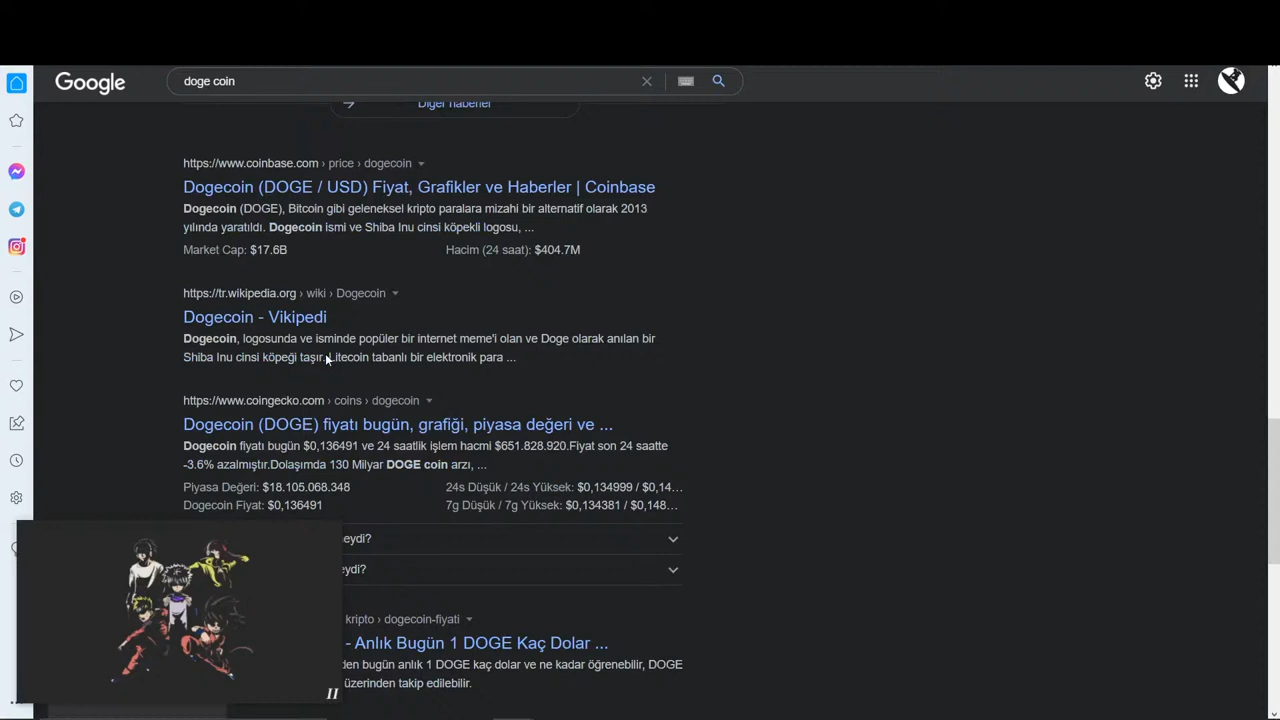 Google
doge coin
Diğer haberler
https://www.coinbase.com › price › dogecoin
Dogecoin (DOGE / USD) Fiyat, Grafikler ve Haberler | Coinbase
Dogecoin (DOGE), Bitcoin gibi geleneksel kripto paralara mizahi bir alternatif olarak 2013
yılında yaratıldı. Dogecoin ismi ve Shiba Inu cinsi köpekli logosu, ...
Market Cap: $17.6B Hacim (24 saat): $404.7M
https://tr.wikipedia.org › wiki › Dogecoin
Dogecoin - Vikipedi
Dogecoin, logosunda ve isminde popüler bir internet meme'i olan ve Doge olarak anılan bir
Shiba Inu cinsi köpeği taşır. Litecoin tabanlı bir elektronik para ...
https://www.coingecko.com › coins › dogecoin
Dogecoin (DOGE) fiyatı bugün, grafiği, piyasa değeri ve ...
Dogecoin fiyatı bugün $0,136491 ve 24 saatlik işlem hacmi $651.828.920.Fiyat son 24 saatte
-3.6% azalmıştır.Dolaşımda 130 Milyar DOGE coin arzı, ...
Piyasa Değeri: $18.105.068.348 24s Düşük / 24s Yüksek: $0,134999 / $0,14...
Dogecoin Fiyat: $0,136491 7g Düşük / 7g Yüksek: $0,134381 / $0,148...
eydi?
eydi?
kripto › dogecoin-fiyati
- Anlık Bugün 1 DOGE Kaç Dolar ...
den bugün anlık 1 DOGE kaç dolar ve ne kadar öğrenebilir, DOGE
üzerinden takip edilebilir.
II